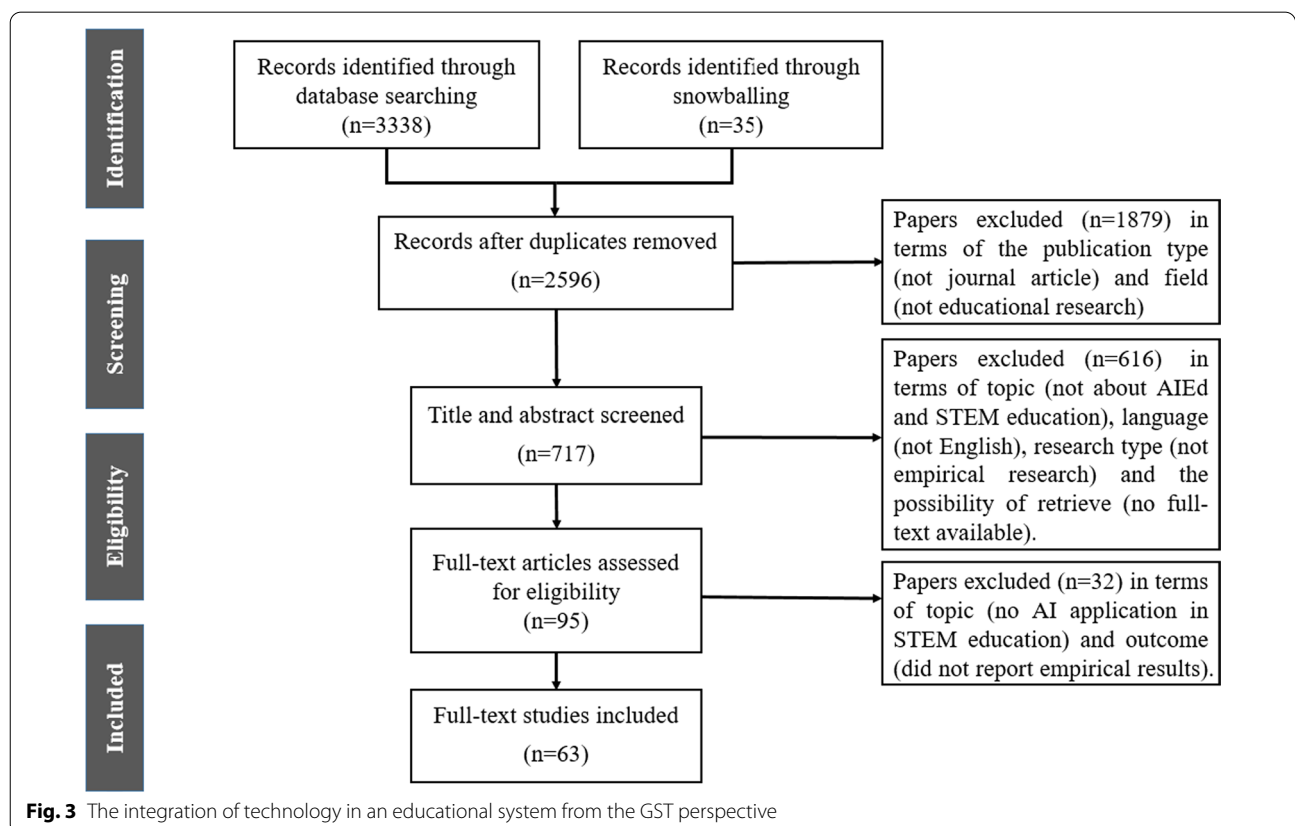 Identification
Records identified through
database searching
(n=3338)
Records identified through
snowballing
(n=35)
Screening
Records after duplicates removed
(n=2596)
Papers excluded (n=1879) in
terms of the publication type
(not journal article) and field
(not educational research)
Title and abstract screened
(n=717)
Papers excluded (n=616) in
terms of topic (not about AIEd
and STEM education), language
(not English), research type (not
empirical research) and the
possibility of retrieve (no full-
text available).
Eligibility
Full-text articles assessed
for eligibility
(n=95)
Papers excluded (n=32) in terms
of topic (no AI application in
STEM education) and outcome
(did not report empirical results).
Included
Full-text studies included
(n=63)
Fig. 3 The integration of technology in an educational system from the GST perspective